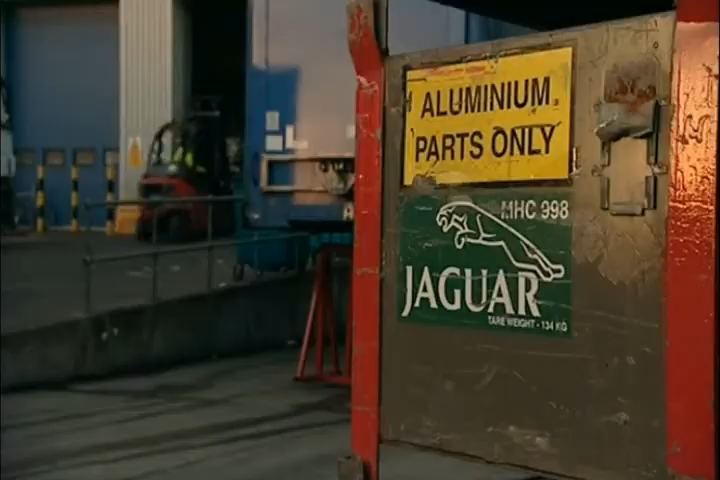 ALUMINIUM
PARTS ONLY
MHC 998
JAGUAR
TARE WEIGHT - 134 KG